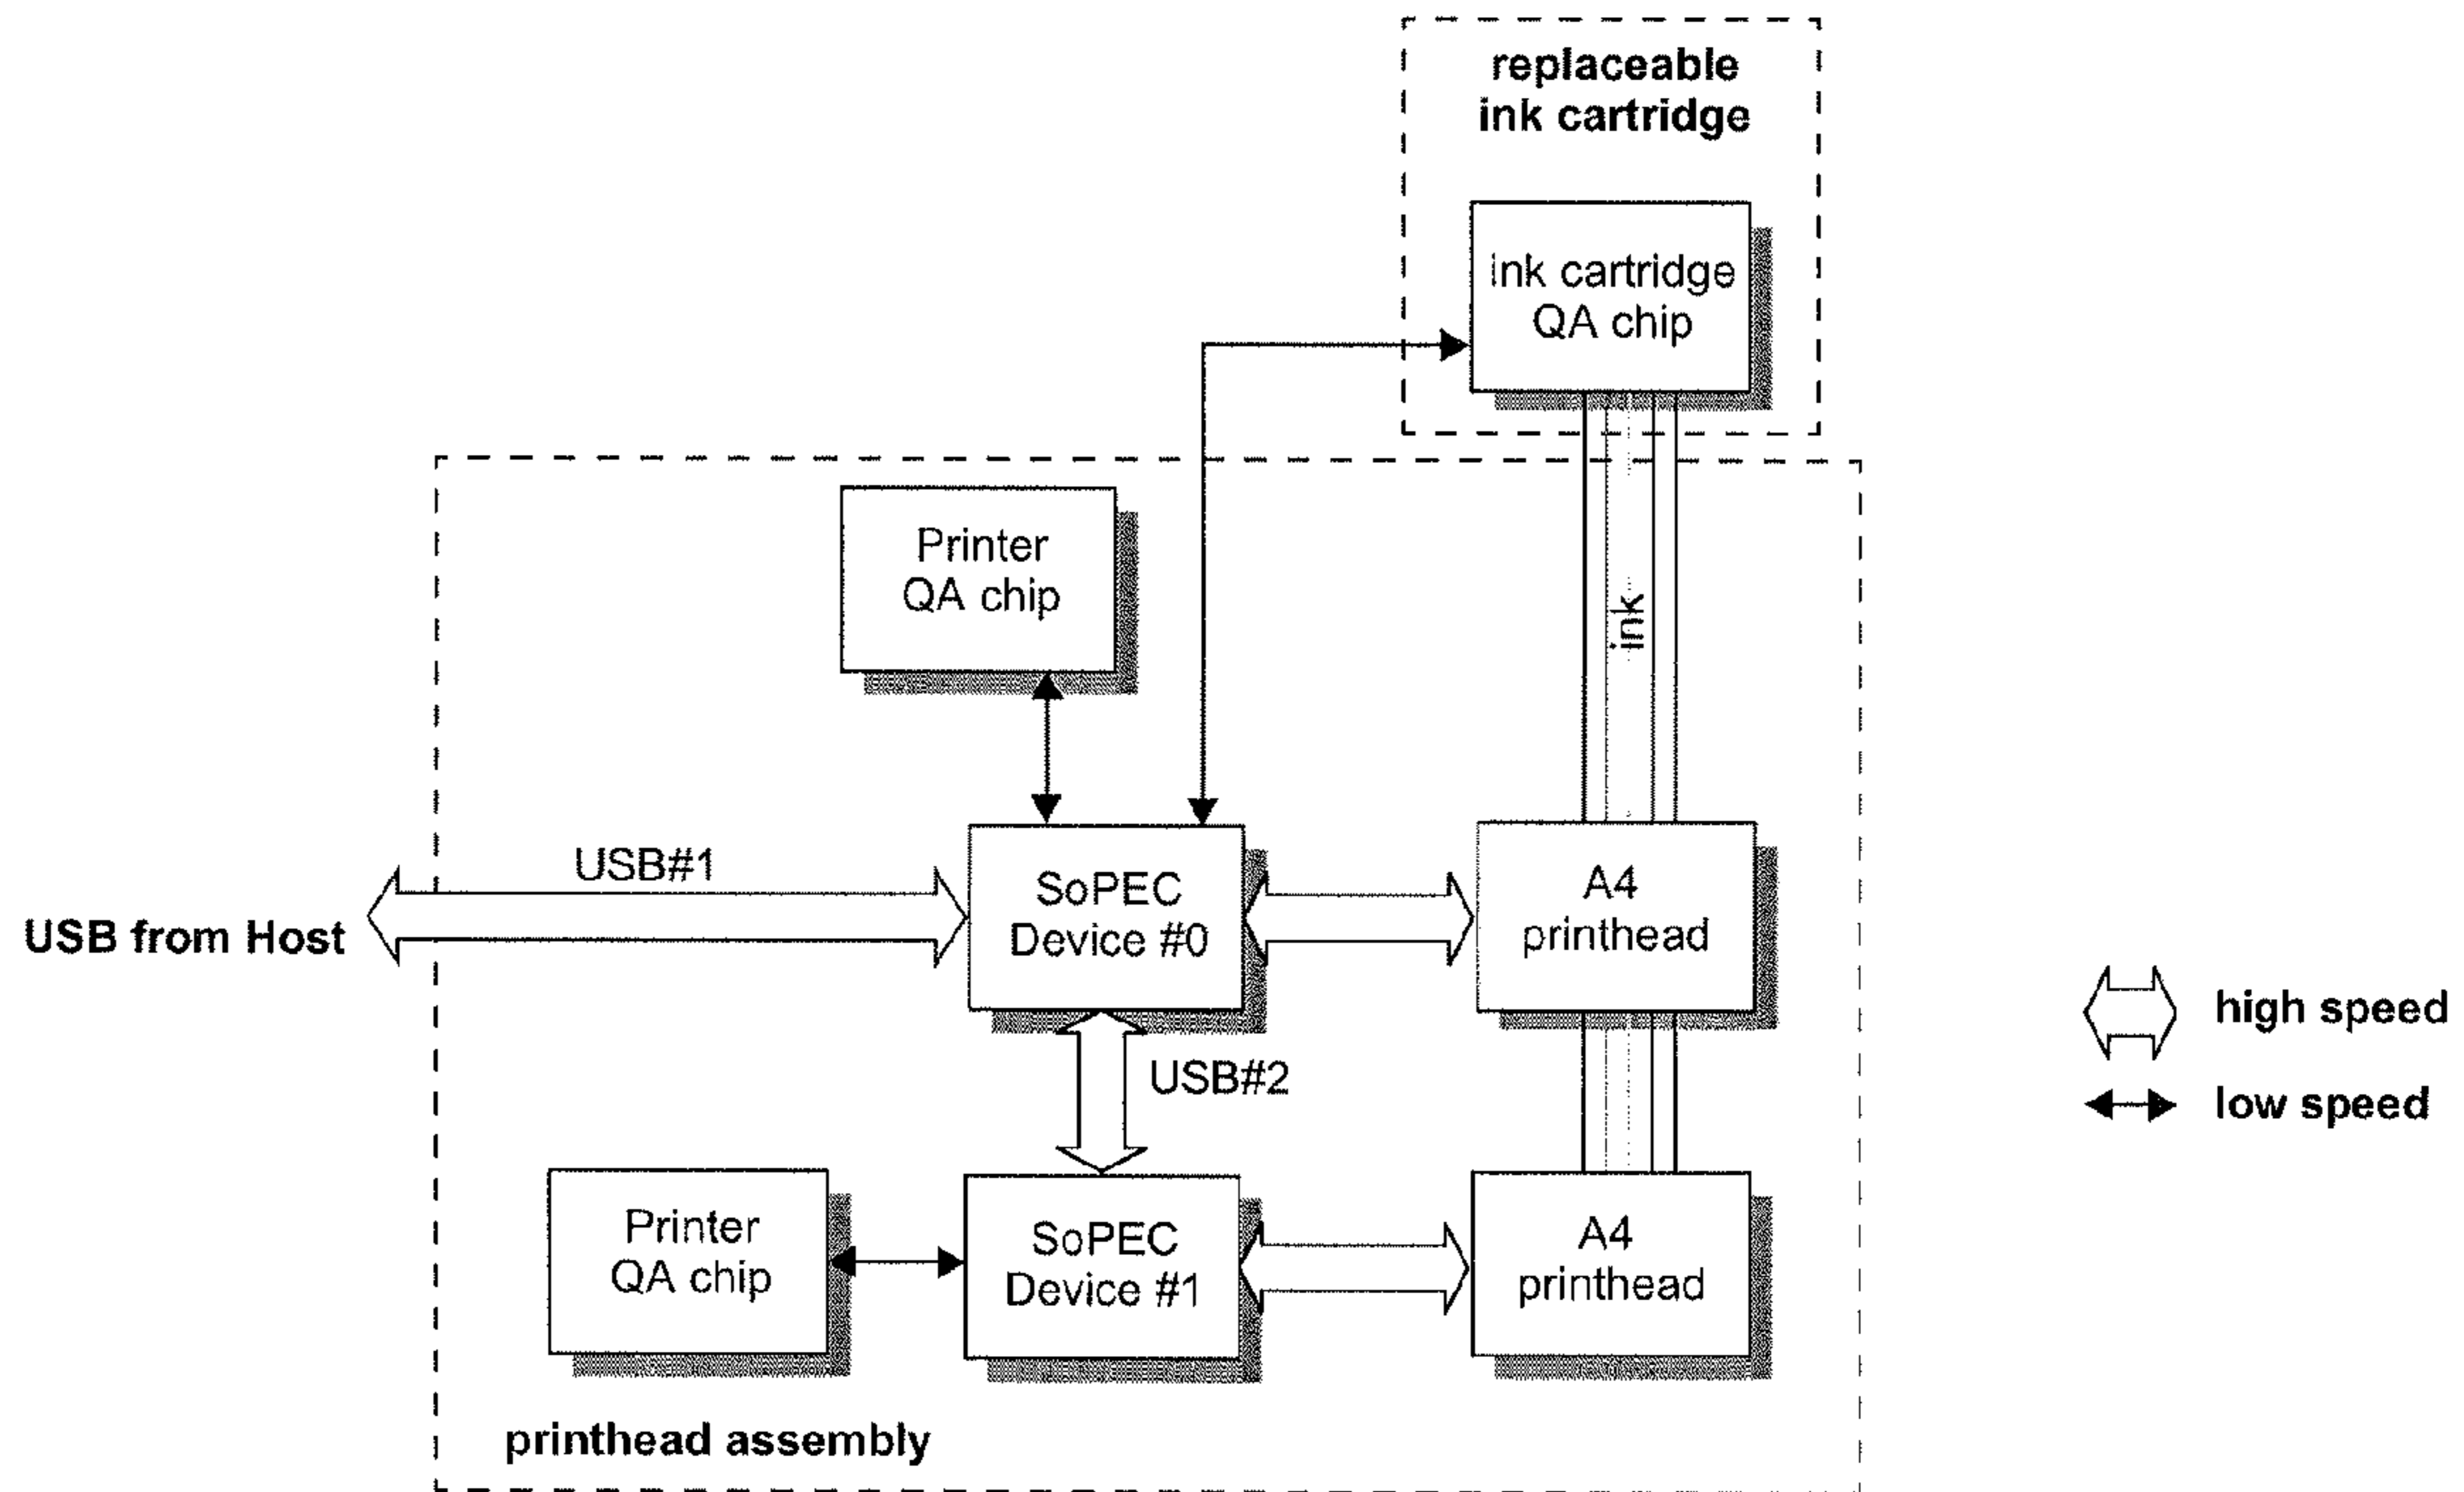 replaceable
ink cartridge
ink cartridge
QA chip
Printer
QA chip
ink
USB#1
USB from Host
SoPEC
Device #0
A4
printhead
high speed
USB#2
low speed
Printer
QA chip
SoPEC
Device #1
A4
printhead
printhead assembly